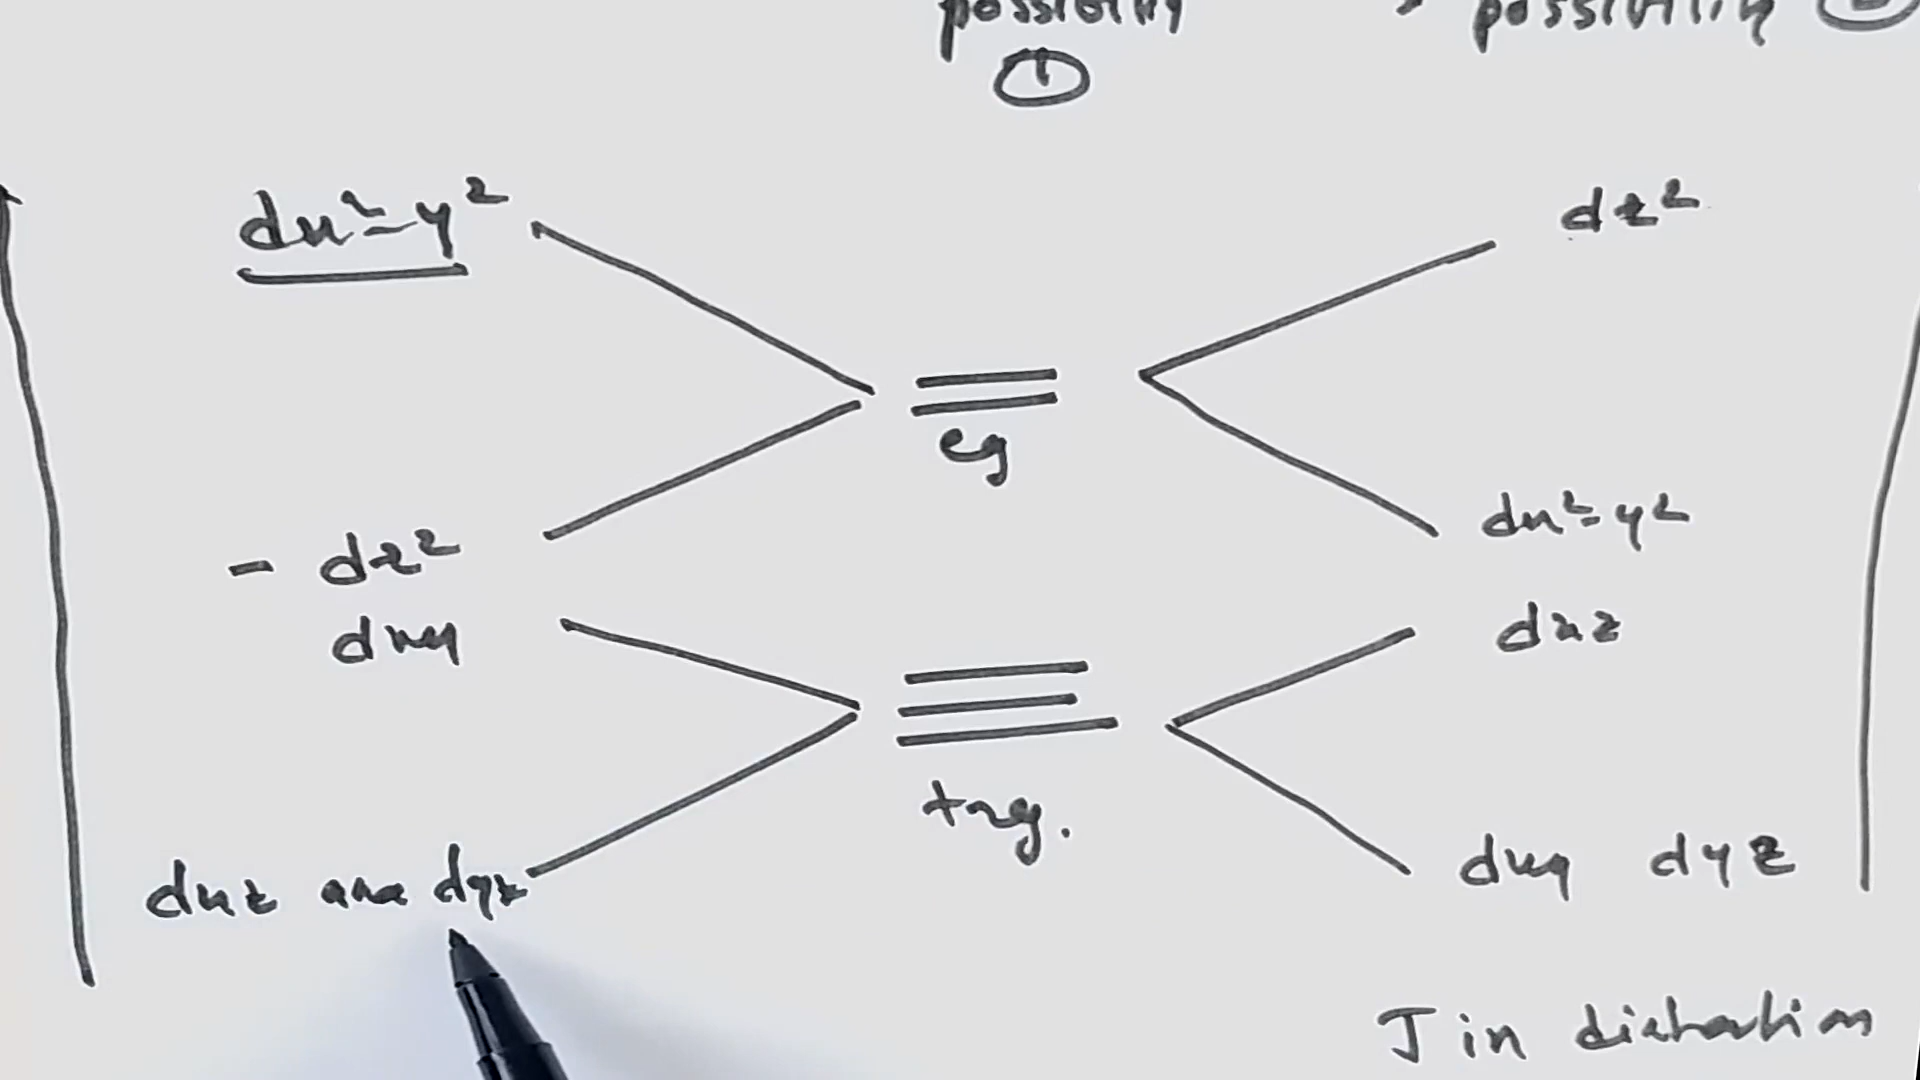 possibility
possibility
1
dx²-y²
dz²
eg
dx²-y²
- dz²
dxy
dxz
t2g.
dxz and dyz
dxy dyz
J in distortion